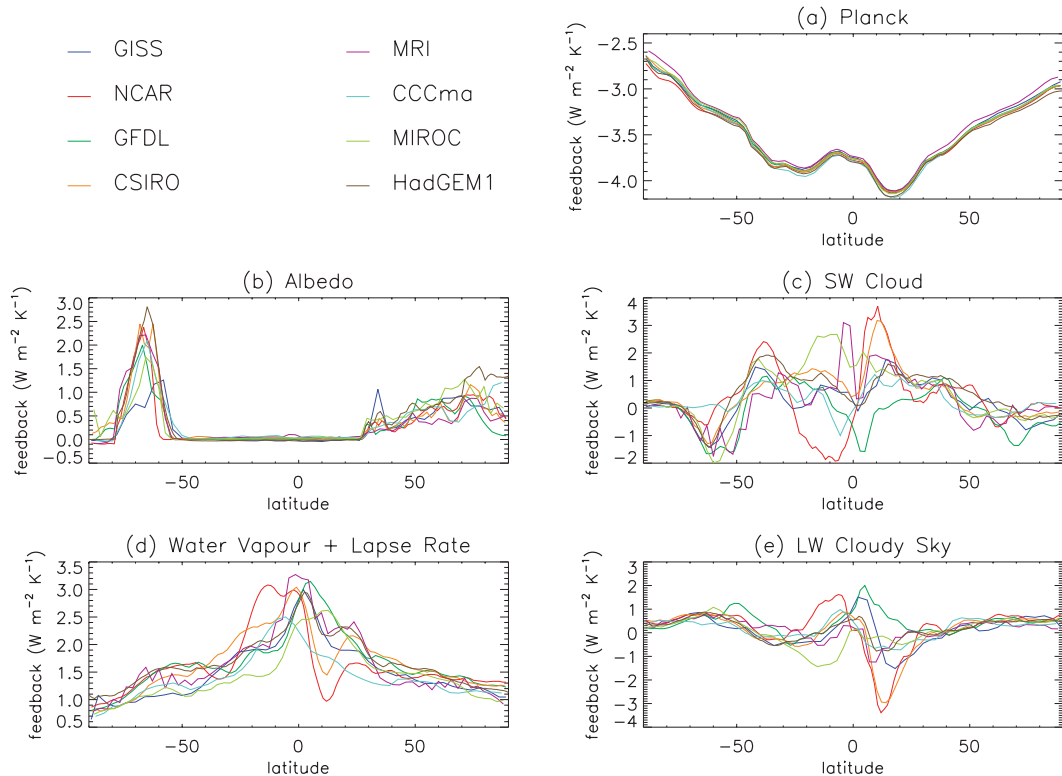 GISS
NCAR
GFDL
CSIRO
MRI
CCCma
MIROC
HadGEM1
(a) Planck
feedback (W m⁻² K⁻¹)
-2.5
-3.0
-3.5
-4.0
-50 0 50
latitude
(b) Albedo
feedback (W m⁻² K⁻¹)
3.0
2.5
2.0
1.5
1.0
0.5
0.0
-0.5
-50 0 50
latitude
(c) SW Cloud
feedback (W m⁻² K⁻¹)
4
3
2
1
0
-1
-2
-50 0 50
latitude
(d) Water Vapour + Lapse Rate
feedback (W m⁻² K⁻¹)
3.5
3.0
2.5
2.0
1.5
1.0
0.5
-50 0 50
latitude
(e) LW Cloudy Sky
feedback (W m⁻² K⁻¹)
3
2
1
0
-1
-2
-3
-4
-50 0 50
latitude